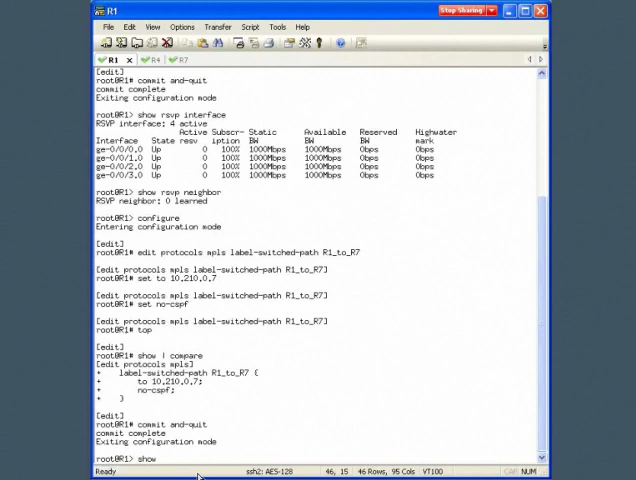 R1
Stop Sharing
File Edit View Options Transfer Script Tools Help
R1 x R4 R7
[edit]
root@R1# commit and-quit
commit complete
Exiting configuration mode
root@R1> show rsvp interface
RSVP interface: 4 active
Active Subscr- Static Available Reserved Highwater
Interface State resv iption BW BW BW mark
ge-0/0/0.0 Up 0 100% 1000Mbps 1000Mbps 0bps 0bps
ge-0/0/1.0 Up 0 100% 1000Mbps 1000Mbps 0bps 0bps
ge-0/0/2.0 Up 0 100% 1000Mbps 1000Mbps 0bps 0bps
ge-0/0/3.0 Up 0 100% 1000Mbps 1000Mbps 0bps 0bps
root@R1> show rsvp neighbor
RSVP neighbor: 0 learned
root@R1> configure
Entering configuration mode
[edit]
root@R1# edit protocols mpls label-switched-path R1_to_R7
[edit protocols mpls label-switched-path R1_to_R7]
root@R1# set to 10.210.0.7
[edit protocols mpls label-switched-path R1_to_R7]
root@R1# set no-cspf
[edit protocols mpls label-switched-path R1_to_R7]
root@R1# top
[edit]
root@R1# show | compare
[edit protocols mpls]
+ label-switched-path R1_to_R7 {
+ to 10.210.0.7;
+ no-cspf;
+ }
[edit]
root@R1# commit and-quit
commit complete
Exiting configuration mode
root@R1> show
Ready ssh2: AES-128 46, 15 46 Rows, 95 Cols VT100 CAP NUM